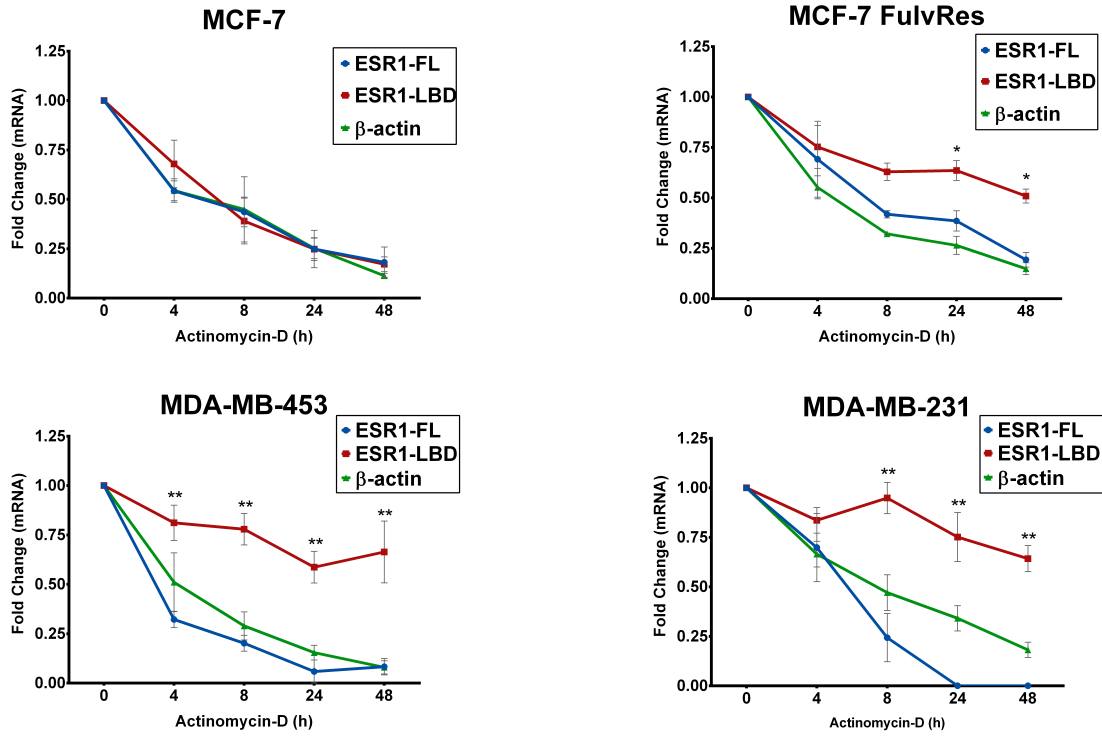 MCF-7
ESR1-FL
ESR1-LBD
β-actin
Fold Change (mRNA)
1.25
1.00
0.75
0.50
0.25
0.00
0 4 8 24 48
Actinomycin-D (h)
MCF-7 FulvRes
ESR1-FL
ESR1-LBD
β-actin
Fold Change (mRNA)
1.25
1.00
0.75
0.50
0.25
0.00
* *
0 4 8 24 48
Actinomycin-D (h)
MDA-MB-453
ESR1-FL
ESR1-LBD
β-actin
Fold Change (mRNA)
1.25
1.00
0.75
0.50
0.25
0.00
** ** ** **
0 4 8 24 48
Actinomycin-D (h)
MDA-MB-231
ESR1-FL
ESR1-LBD
β-actin
Fold Change (mRNA)
1.25
1.00
0.75
0.50
0.25
0.00
** ** **
0 4 8 24 48
Actinomycin-D (h)